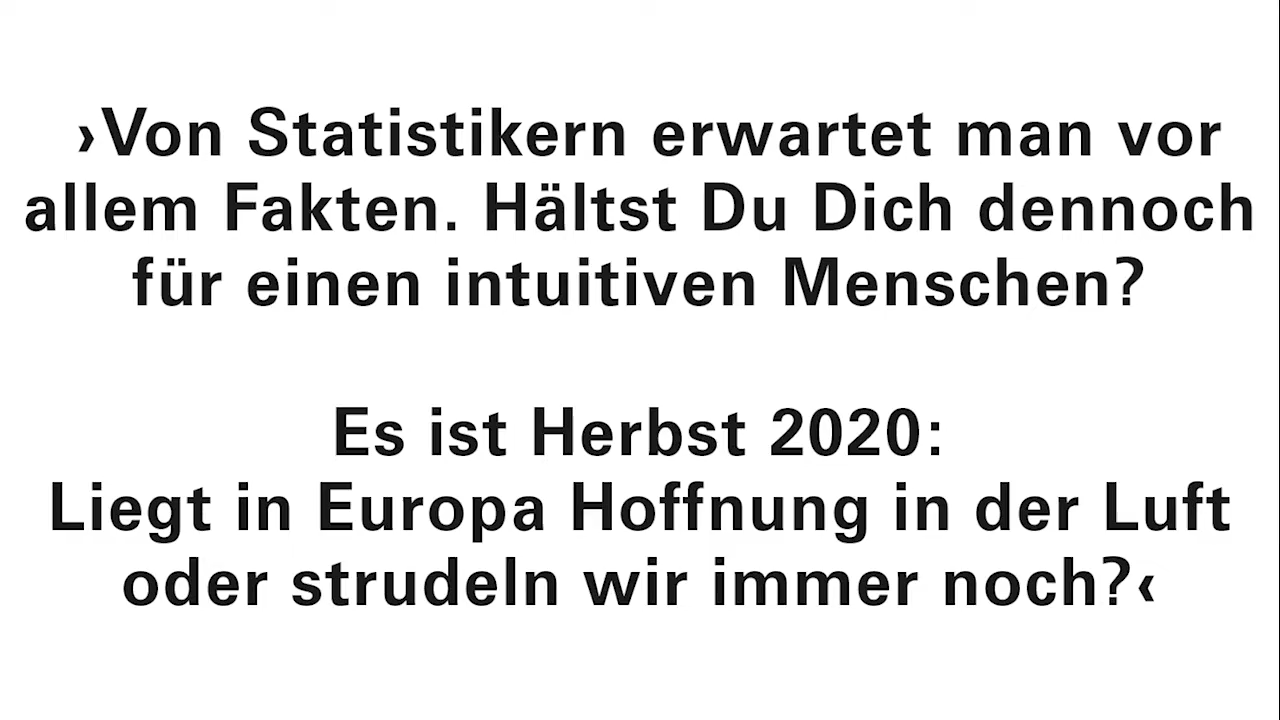 ›Von Statistikern erwartet man vor
allem Fakten. Hältst Du Dich dennoch
für einen intuitiven Menschen?
Es ist Herbst 2020:
Liegt in Europa Hoffnung in der Luft
oder strudeln wir immer noch?‹